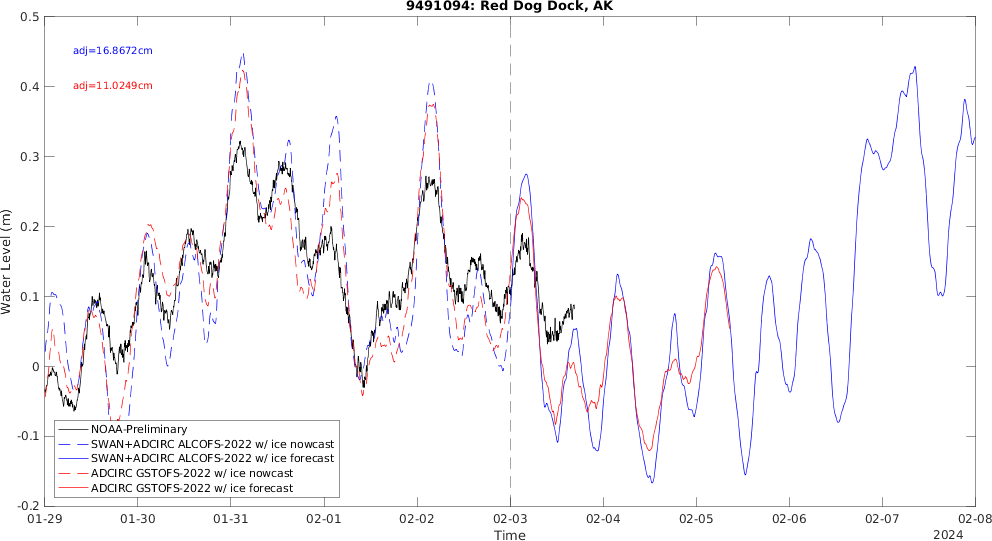 9491094: Red Dog Dock, AK
adj=16.8672cm
adj=11.0249cm
Water Level (m)
0.5
0.4
0.3
0.2
0.1
0
-0.1
-0.2
NOAA-Preliminary
SWAN+ADCIRC ALCOFS-2022 w/ ice nowcast
SWAN+ADCIRC ALCOFS-2022 w/ ice forecast
ADCIRC GSTOFS-2022 w/ ice nowcast
ADCIRC GSTOFS-2022 w/ ice forecast
01-29 01-30 01-31 02-01 02-02 02-03 02-04 02-05 02-06 02-07 02-08
Time
2024